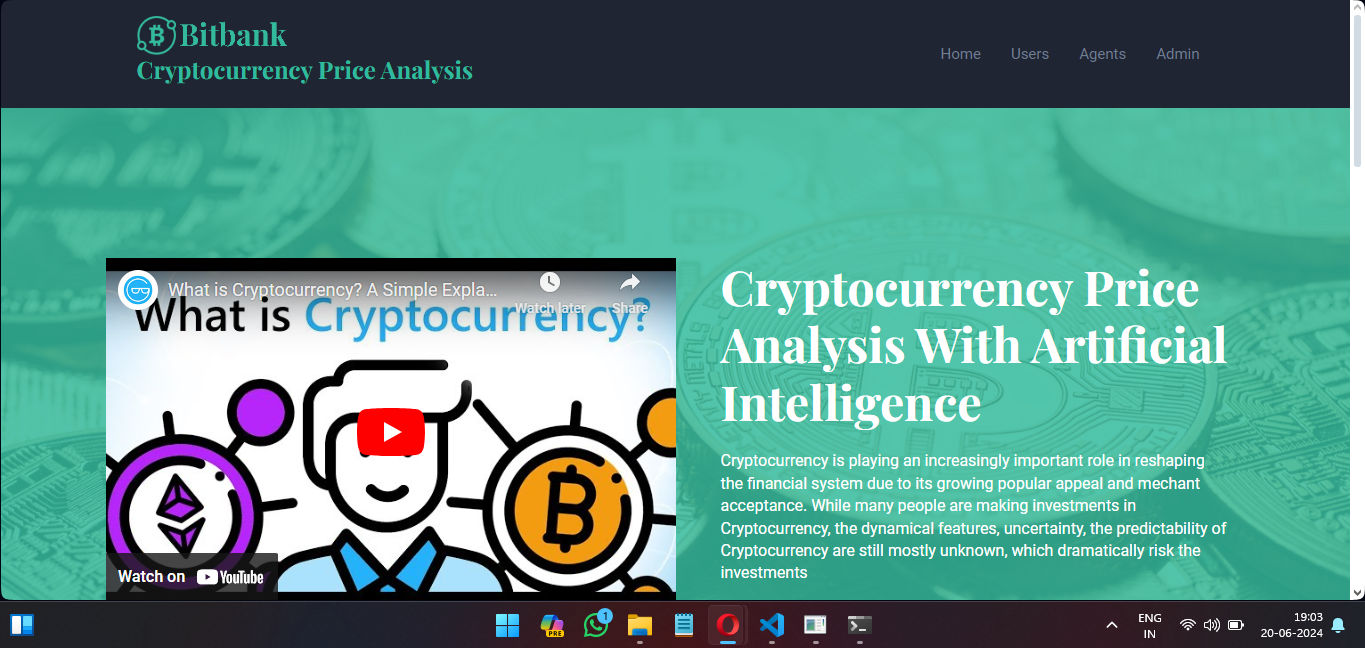 Bitbank
Cryptocurrency Price Analysis
Home
Users
Agents
Admin
What is Cryptocurrency? A Simple Expla...
Watch later
Share
What is Cryptocurrency?
Watch on YouTube
Cryptocurrency Price
Analysis With Artificial
Intelligence
Cryptocurrency is playing an increasingly important role in reshaping
the financial system due to its growing popular appeal and mechant
acceptance. While many people are making investments in
Cryptocurrency, the dynamical features, uncertainty, the predictability of
Cryptocurrency are still mostly unknown, which dramatically risk the
investments
PRE
1
ENG
IN
19:03
20-06-2024